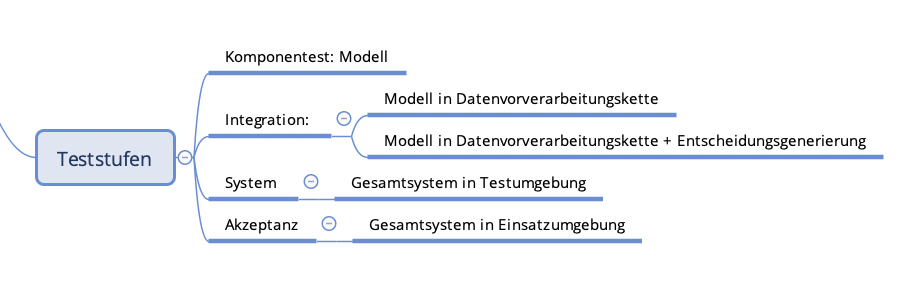 Teststufen
Komponentest: Modell
Integration:
Modell in Datenvorverarbeitungskette
Modell in Datenvorverarbeitungskette + Entscheidungsgenerierung
System
Gesamtsystem in Testumgebung
Akzeptanz
Gesamtsystem in Einsatzumgebung